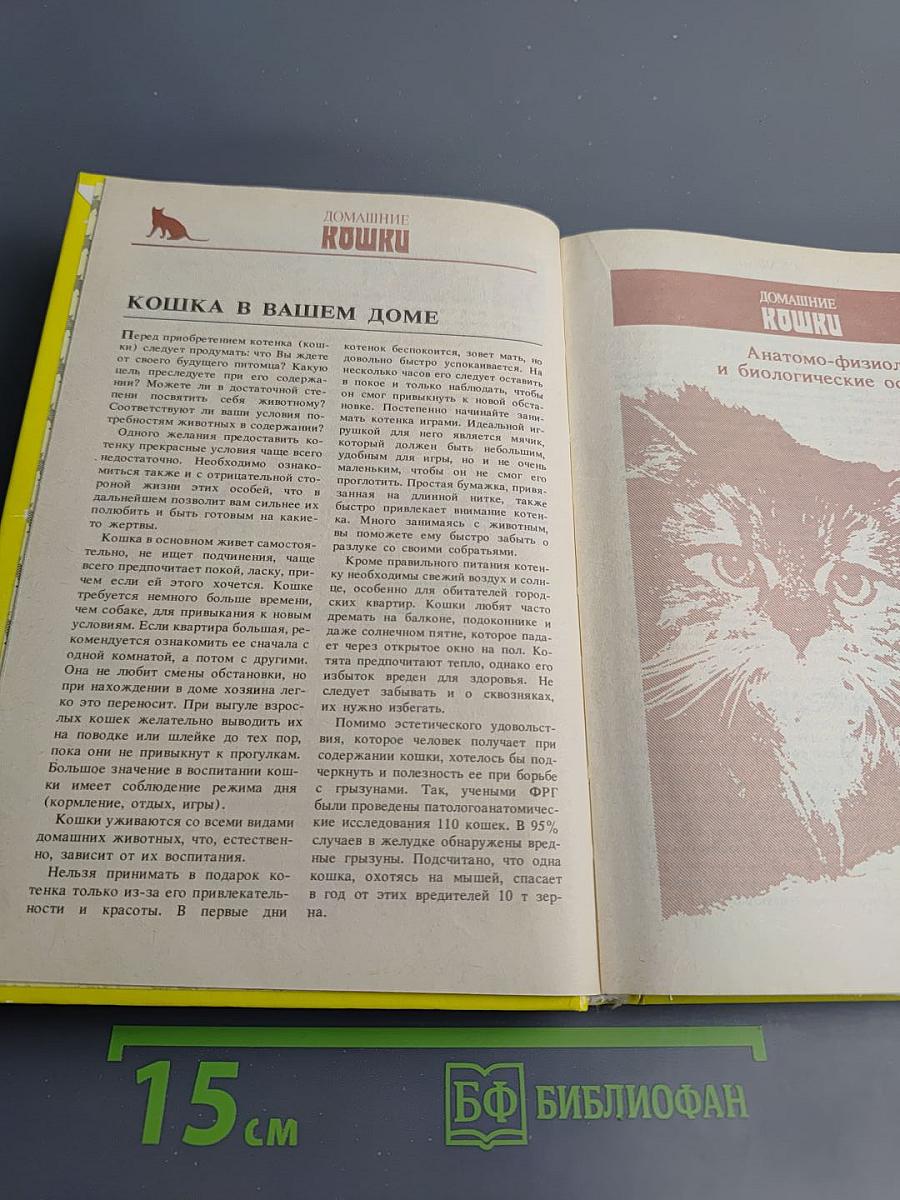 ДОМАШНИЕ
КОШКИ
КОШКА В ВАШЕМ ДОМЕ
Перед приобретением котенка (кош-
ки) следует продумать: что Вы ждете
от своего будущего питомца? Какую
цель преследуете при его содержа-
нии? Можете ли в достаточной сте-
пени посвятить себя животному?
Соответствуют ли ваши условия по-
требностям животных в содержании?
Одного желания предоставить ко-
тенку прекрасные условия чаще всего
недостаточно. Необходимо ознако-
миться также и с отрицательной сто-
роной жизни этих особей, что в
дальнейшем позволит вам сильнее их
полюбить и быть готовым на какие-
то жертвы.
Кошка в основном живет самостоя-
тельно, не ищет подчинения, чаще
всего предпочитает покой, ласку, при-
чем если ей этого хочется. Кошке
требуется немного больше времени,
чем собаке, для привыкания к новым
условиям. Если квартира большая, ре-
комендуется ознакомить ее сначала с
одной комнатой, а потом с другими.
Она не любит смены обстановки, но
при нахождении в доме хозяина лег-
ко это переносит. При выгуле взрос-
лых кошек желательно выводить их
на поводке или шлейке до тех пор,
пока они не привыкнут к прогулкам.
Большое значение в воспитании кош-
ки имеет соблюдение режима дня
(кормление, отдых, игры).
Кошки уживаются со всеми видами
домашних животных, что, естествен-
но, зависит от их воспитания.
Нельзя принимать в подарок ко-
тенка только из-за его привлекатель-
ности и красоты. В первые дни
котенок беспокоится, зовет мать, но
довольно быстро успокаивается. На
несколько часов его следует оставить
в покое и только наблюдать, чтобы
он смог привыкнуть к новой обста-
новке. Постепенно начинайте зани-
мать котенка играми. Идеальной иг-
рушкой для него является мячик,
который должен быть небольшим,
удобным для игры, но и не очень
маленьким, чтобы он не смог его
проглотить. Простая бумажка, привя-
занная на длинной нитке, также
быстро привлекает внимание котен-
ка. Много занимаясь с животным,
вы поможете ему быстро забыть о
разлуке со своими собратьями.
Кроме правильного питания котен-
ку необходимы свежий воздух и солн-
це, особенно для обитателей город-
ских квартир. Кошки любят часто
дремать на балконе, подоконнике и
даже солнечном пятне, которое пада-
ет через открытое окно на пол. Ко-
тята предпочитают тепло, однако его
избыток вреден для здоровья. Не
следует забывать и о сквозняках,
их нужно избегать.
Помимо эстетического удовольст-
вия, которое человек получает при
содержании кошки, хотелось бы под-
черкнуть и полезность ее при борьбе
с грызунами. Так, учеными ФРГ
были проведены патологоанатомичес-
кие исследования 110 кошек. В 95%
случаев в желудке обнаружены вред-
ные грызуны. Подсчитано, что одна
кошка, охотясь на мышей, спасает
в год от этих вредителей 10 т зер-
на.
ДОМАШНИЕ
КОШКИ
Анатомо-физиол
и биологические ос
15 см
БФ БИБЛИОФАН